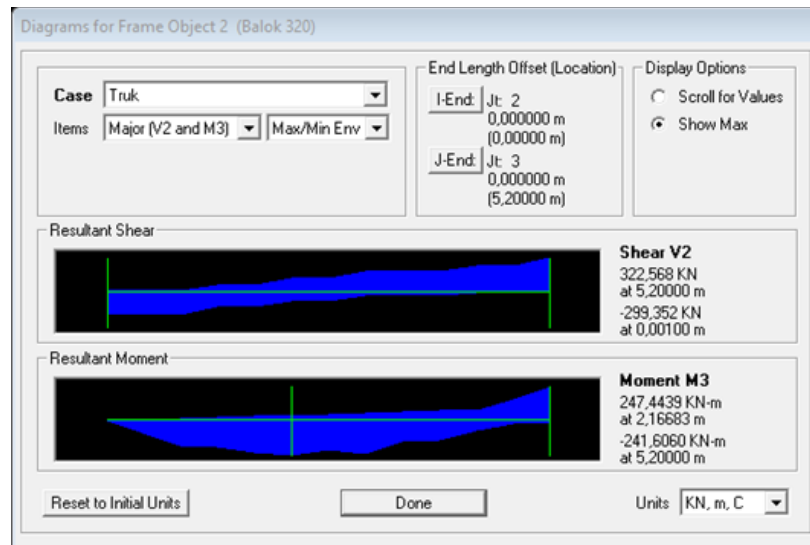 Diagrams for Frame Object 2 (Balok 320)
Case Truk
Items Major (V2 and M3) Max/Min Env
End Length Offset (Location)
I-End: Jt: 2
0,000000 m
(0,00000 m)
J-End: Jt: 3
0,000000 m
(5,20000 m)
Display Options
Scroll for Values
Show Max
Resultant Shear
Shear V2
322,568 KN
at 5,20000 m
-299,352 KN
at 0,00100 m
Resultant Moment
Moment M3
247,4439 KN-m
at 2,16683 m
-241,6060 KN-m
at 5,20000 m
Reset to Initial Units Done Units KN, m, C